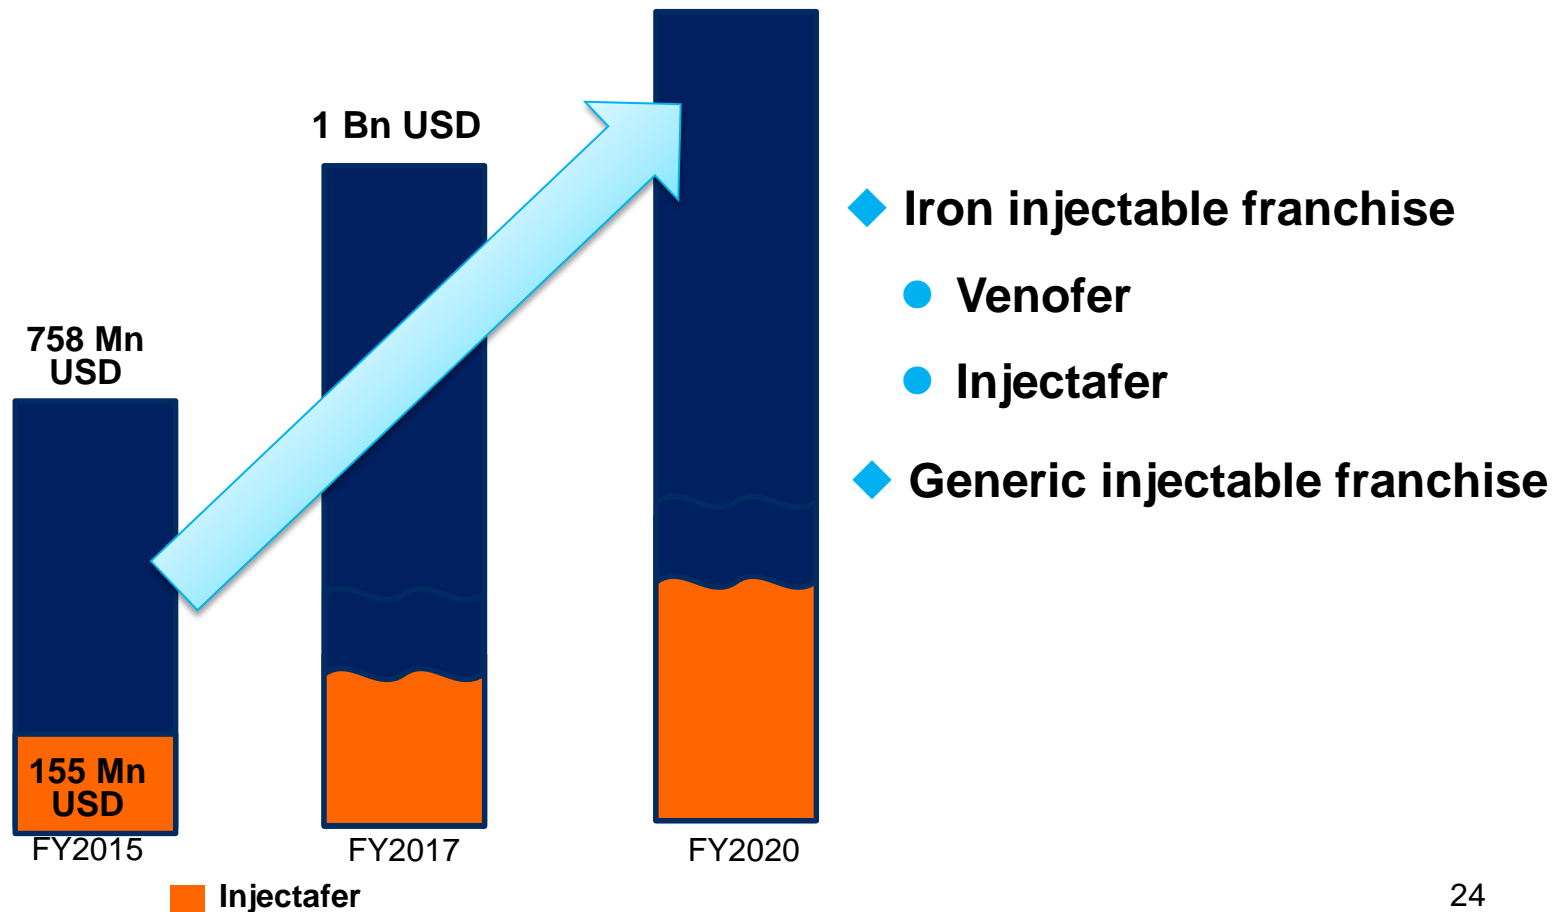 1 Bn USD
758 Mn
USD
155 Mn
USD
FY2015
FY2017
FY2020
Injectafer
Iron injectable franchise
Venofer
Injectafer
Generic injectable franchise
24